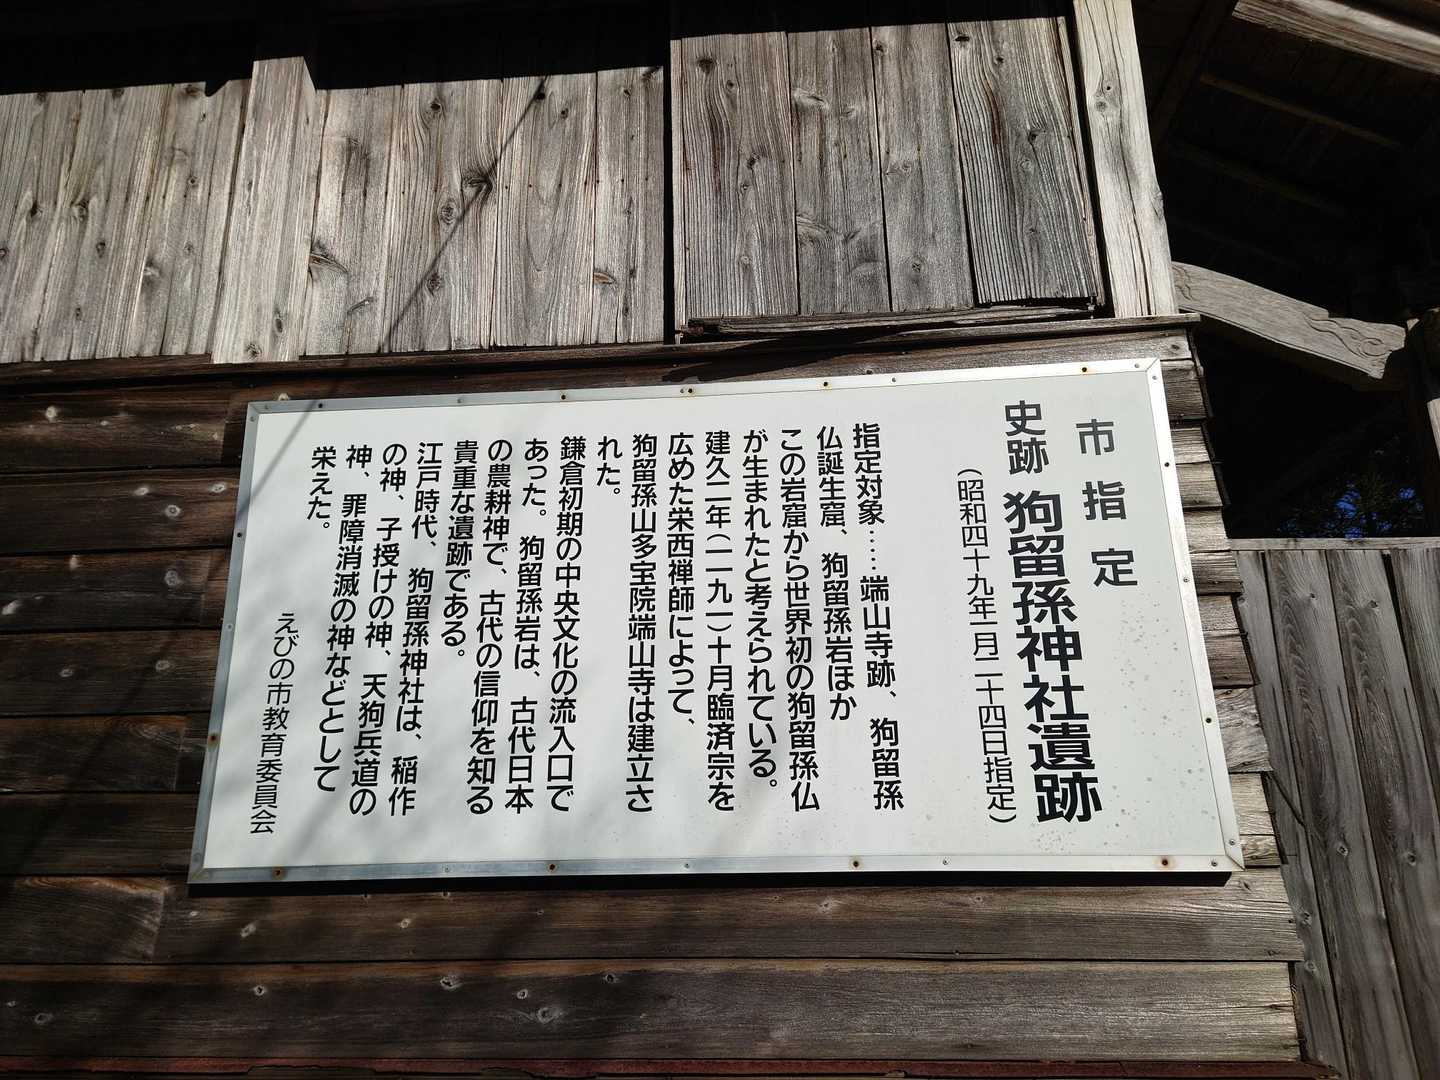 市指定
史跡 狗留孫神社遺跡
（昭和四十九年一月二十四日指定）
指定対象……端山寺跡、狗留孫
仏誕生窟、狗留孫岩ほか
この岩窟から世界初の狗留孫仏
が生まれたと考えられている。
建久二年（一一九一）十月臨済宗を
広めた栄西禅師によって、
狗留孫山多宝院端山寺は建立さ
れた。
鎌倉初期の中央文化の流入口で
あった。狗留孫岩は、古代日本
の農耕神で、古代の信仰を知る
貴重な遺跡である。
江戸時代、狗留孫神社は、稲作
の神、子授けの神、天狗兵道の
神、罪障消滅の神などとして
栄えた。
えびの市教育委員会